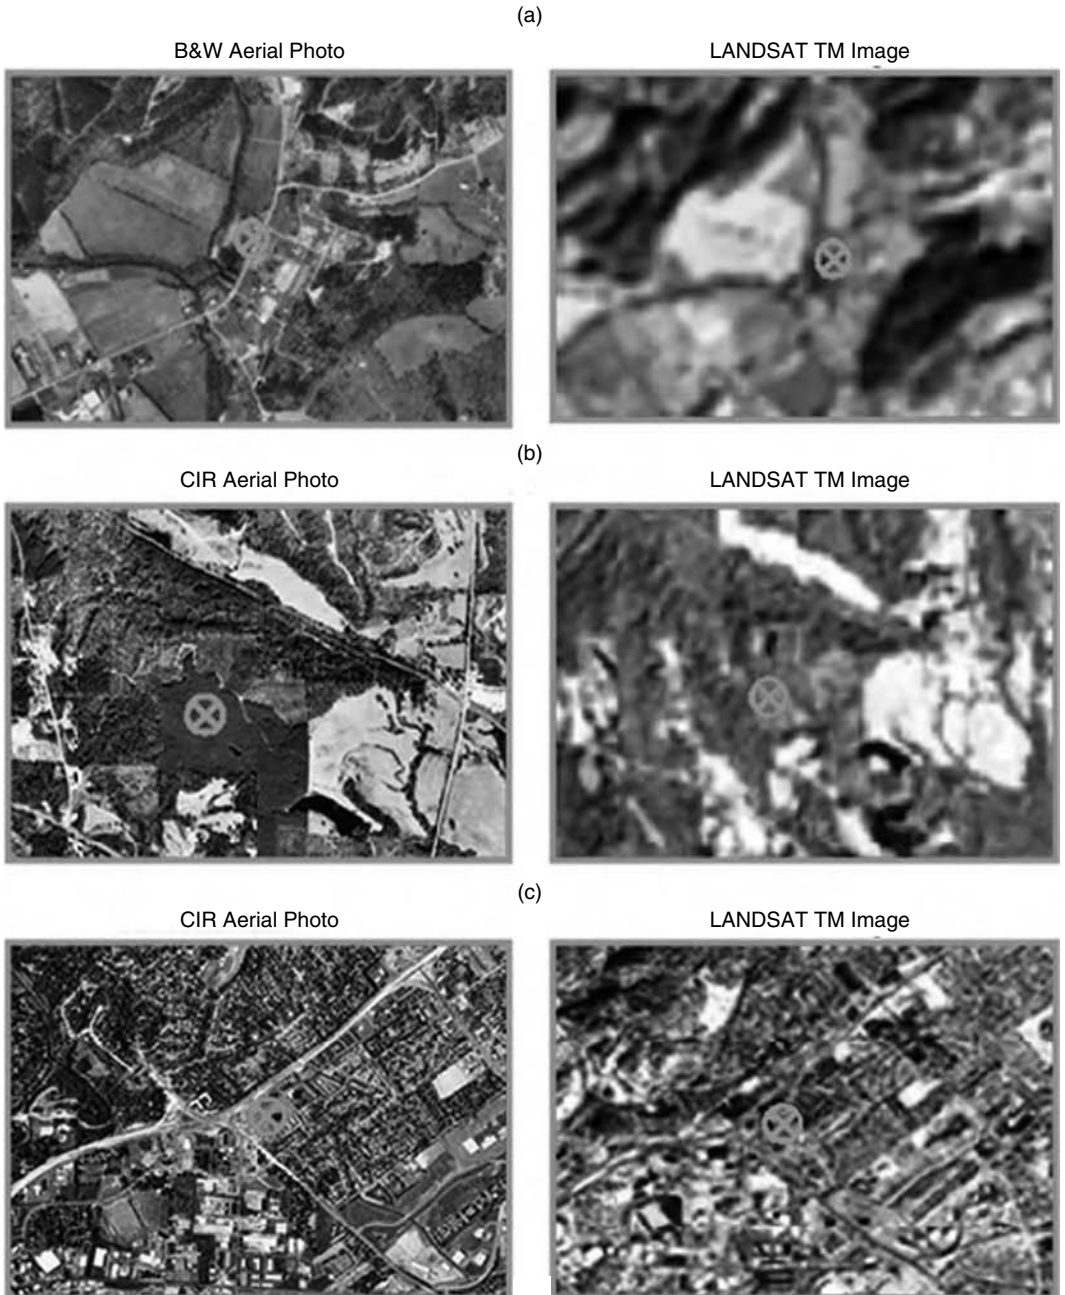 (a)
B&W Aerial Photo
LANDSAT TM Image
(b)
CIR Aerial Photo
LANDSAT TM Image
(c)
CIR Aerial Photo
LANDSAT TM Image